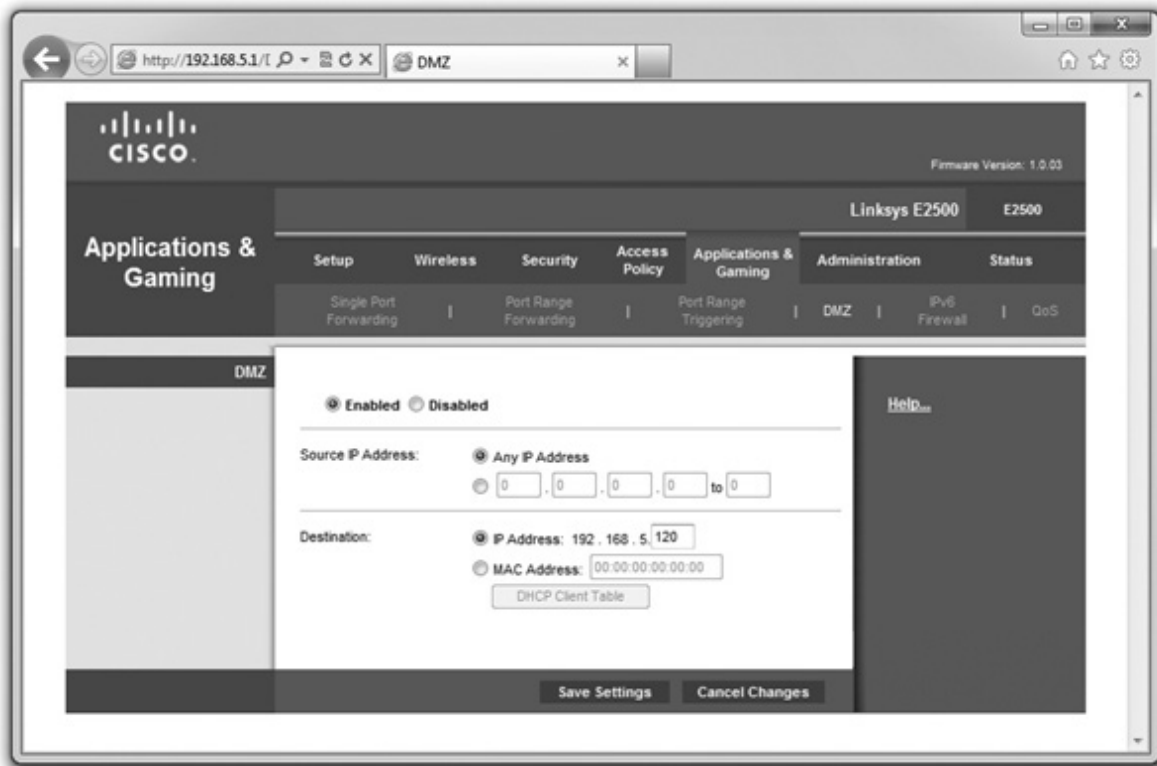 http://192.168.5.1/
DMZ
CISCO
Firmware Version: 1.0.03
Linksys E2500
E2500
Applications &
Gaming
Setup
Wireless
Security
Access
Policy
Applications &
Gaming
Administration
Status
Single Port
Forwarding
|
Port Range
Forwarding
|
Port Range
Triggering
|
DMZ
|
IPv6
Firewall
|
QoS
DMZ
Enabled Disabled
Help...
Source IP Address: Any IP Address
0 . 0 . 0 . 0 to 0
Destination: IP Address: 192 . 168 . 5. 120
MAC Address: 00:00:00:00:00:00
DHCP Client Table
Save Settings Cancel Changes